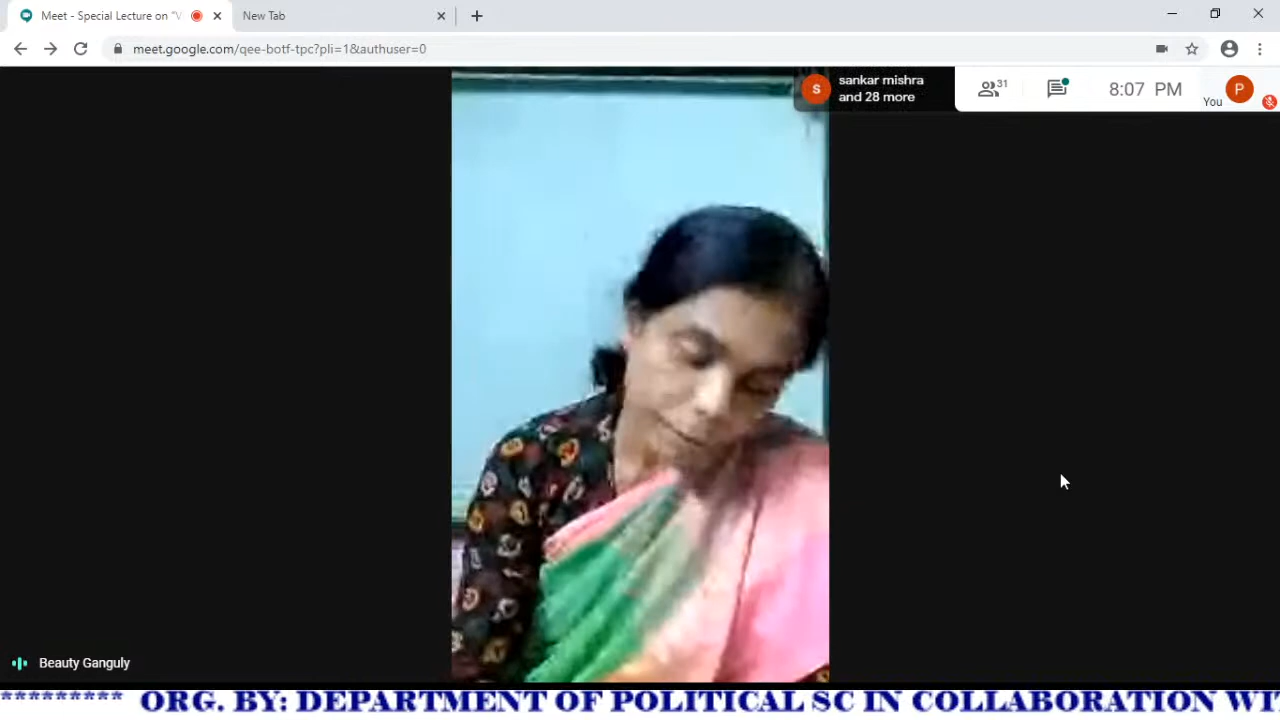 Meet - Special Lecture on "V
New Tab
meet.google.com/qee-botf-tpc?pli=1&authuser=0
S
sankar mishra
and 28 more
31
8:07 PM
You
P
Beauty Ganguly
********* ORG. BY: DEPARTMENT OF POLITICAL SC IN COLLABORATION WI